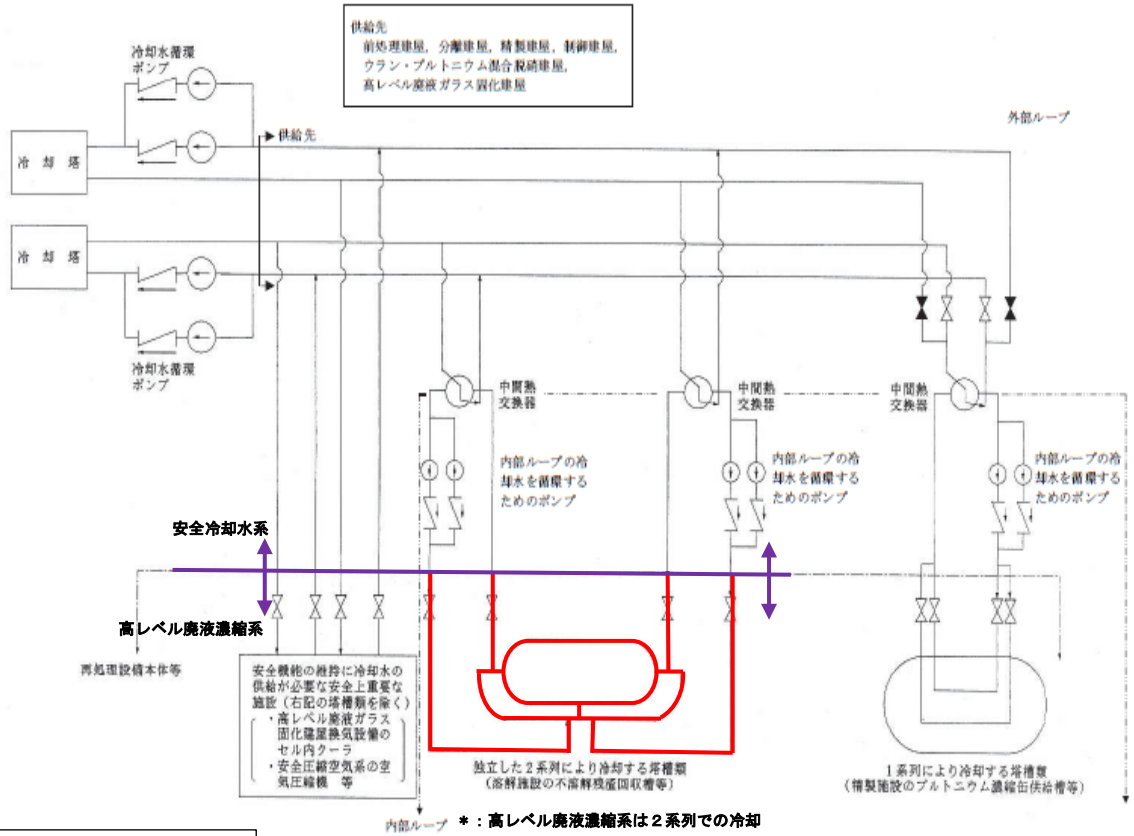 供給先
前処理建屋，分離建屋，精製建屋，制御建屋，
ウラン・プルトニウム混合脱硝建屋，
高レベル廃液ガラス固化建屋
冷却水循環
ポンプ
外部ループ
供給先
冷却塔
冷却塔
冷却水循環
ポンプ
中間熱
交換器
中間熱
交換器
中間熱
交換器
内部ループの冷
却水を循環する
ためのポンプ
内部ループの冷
却水を循環する
ためのポンプ
内部ループの冷
却水を循環する
ためのポンプ
安全冷却水系
高レベル廃液濃縮系
再処理設備本体等
安全機能の維持に冷却水の
供給が必要な安全上重要な
施設（右記の塔槽類を除く）
・高レベル廃液ガラス
固化建屋換気設備の
セル内クーラ
・安全圧縮空気系の空
気圧縮機 等
独立した２系列により冷却する塔槽類
（溶解施設の不溶解残渣回収槽等）
１系列により冷却する塔槽類
（精製施設のプルトニウム濃縮缶供給槽等）
内部ループ
＊：高レベル廃液濃縮系は２系列での冷却